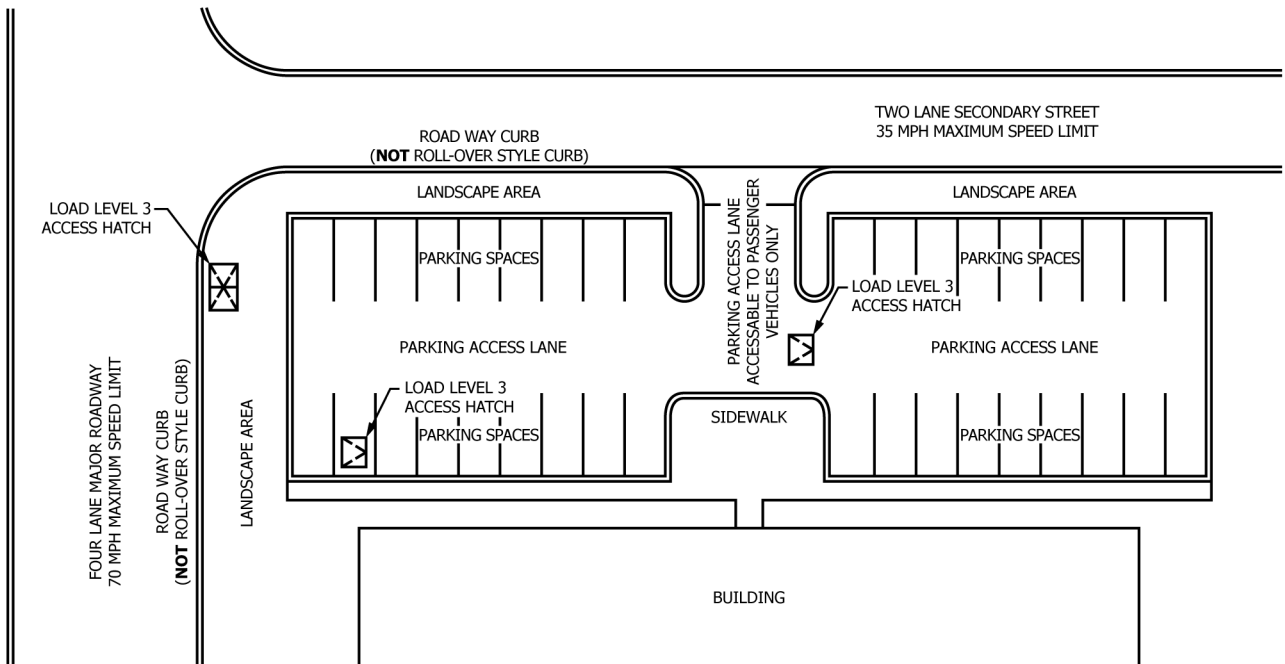 TWO LANE SECONDARY STREET
35 MPH MAXIMUM SPEED LIMIT
ROAD WAY CURB
(NOT ROLL-OVER STYLE CURB)
LANDSCAPE AREA
LANDSCAPE AREA
LOAD LEVEL 3
ACCESS HATCH
PARKING SPACES
PARKING ACCESS LANE
ACCESSABLE TO PASSENGER
VEHICLES ONLY
PARKING SPACES
LOAD LEVEL 3
ACCESS HATCH
PARKING ACCESS LANE
PARKING ACCESS LANE
LOAD LEVEL 3
ACCESS HATCH
PARKING SPACES
SIDEWALK
PARKING SPACES
FOUR LANE MAJOR ROADWAY
70 MPH MAXIMUM SPEED LIMIT
ROAD WAY CURB
(NOT ROLL-OVER STYLE CURB)
LANDSCAPE AREA
BUILDING